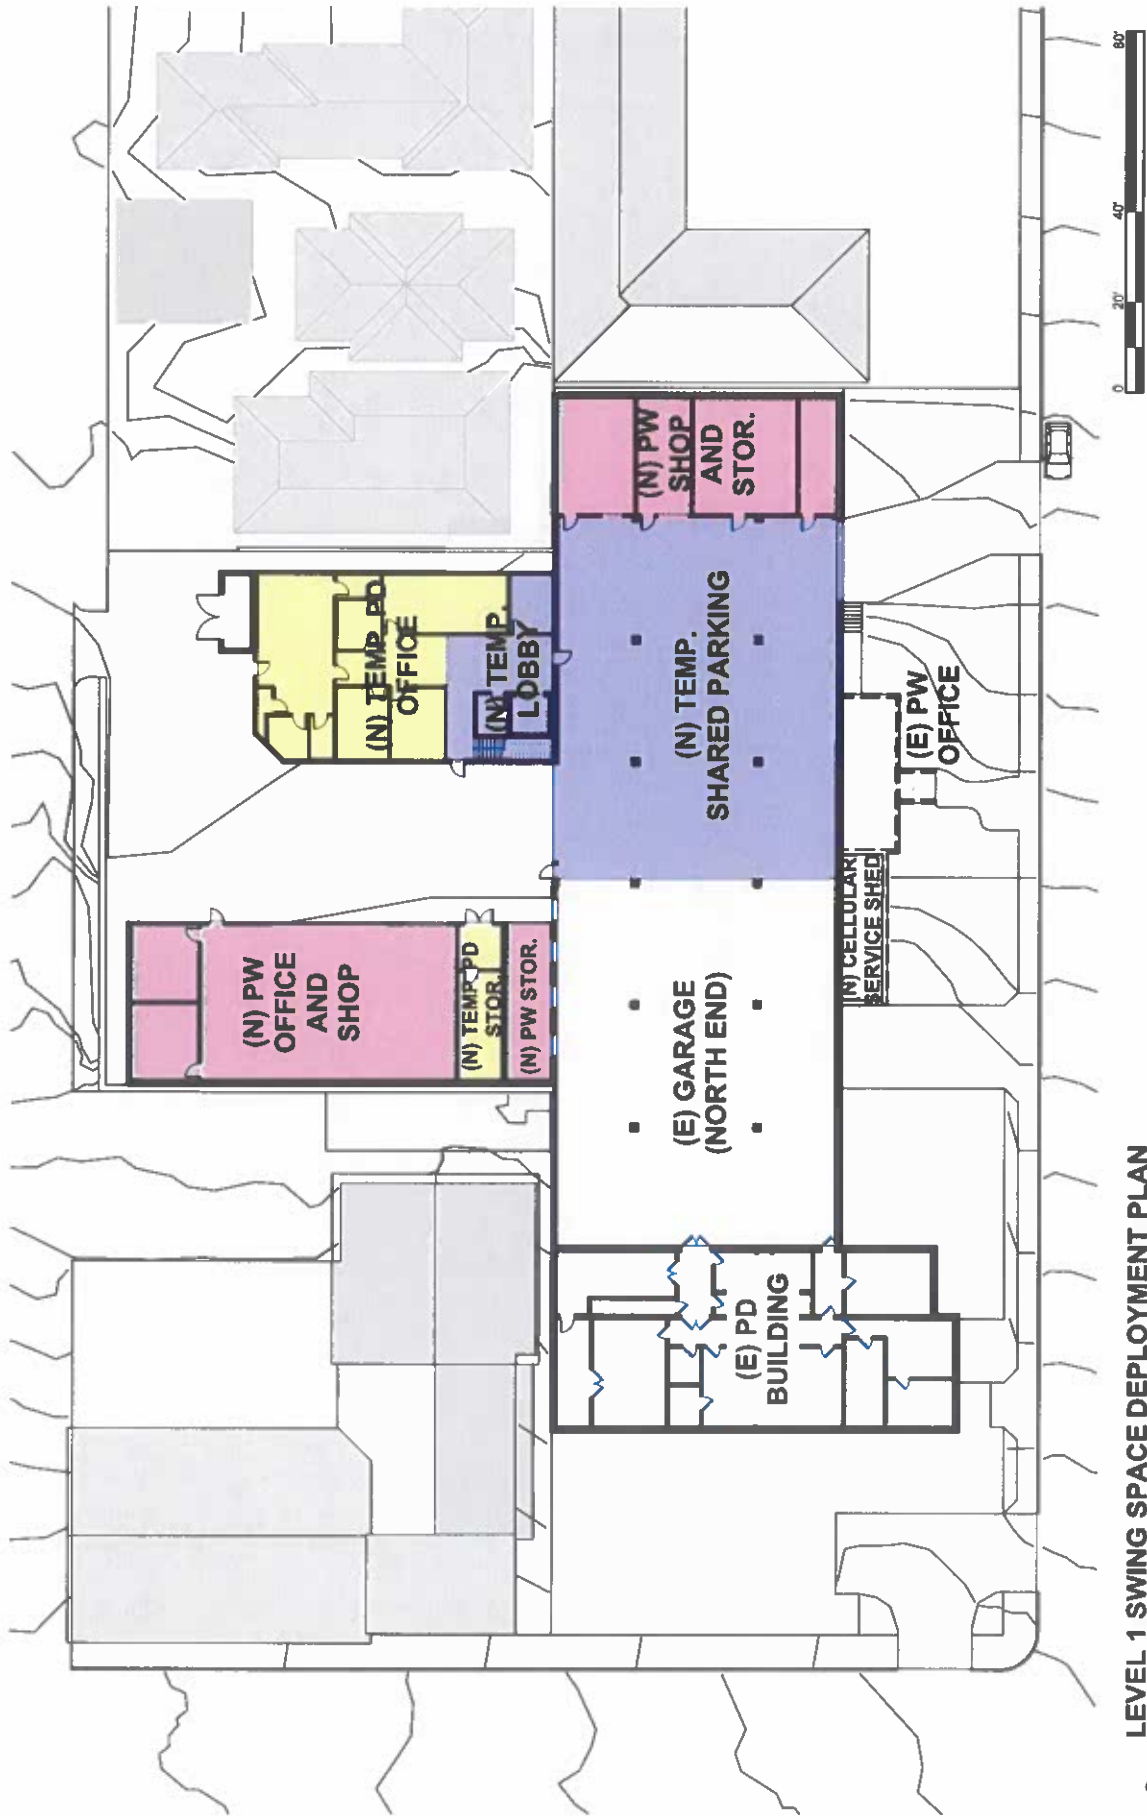 (N) PW
OFFICE
AND
SHOP
(N) TEMP. PD
STOR.
(N) PW STOR.
(N) TEMP. PD
OFFICE
(N) TEMP.
LOBBY
(N) PW
SHOP
AND
STOR.
(N) TEMP.
SHARED PARKING
(E) GARAGE
(NORTH END)
(E) PD
BUILDING
(N) CELLULAR
SERVICE SHED
(E) PW
OFFICE
LEVEL 1 SWING SPACE DEPLOYMENT PLAN
0 20' 40' 80'